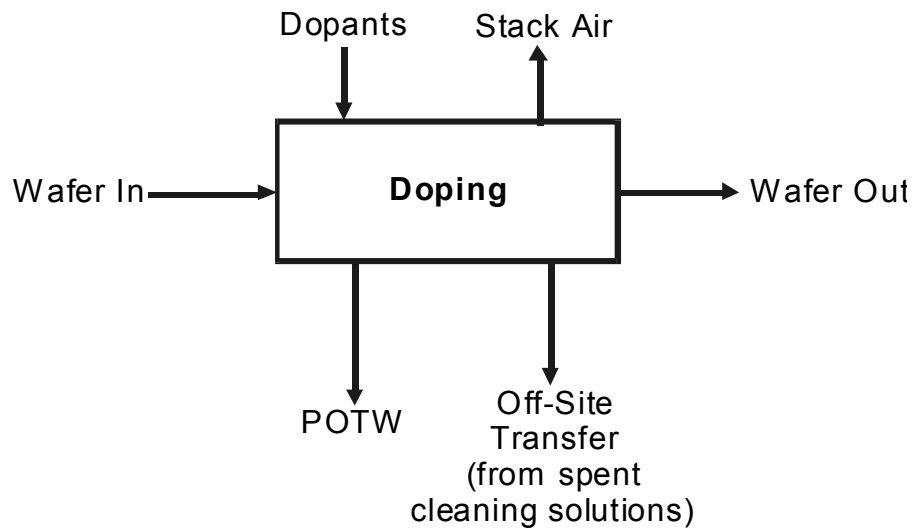 Dopants
Stack Air
Wafer In
Doping
Wafer Out
POTW
Off-Site
Transfer
(from spent
cleaning solutions)